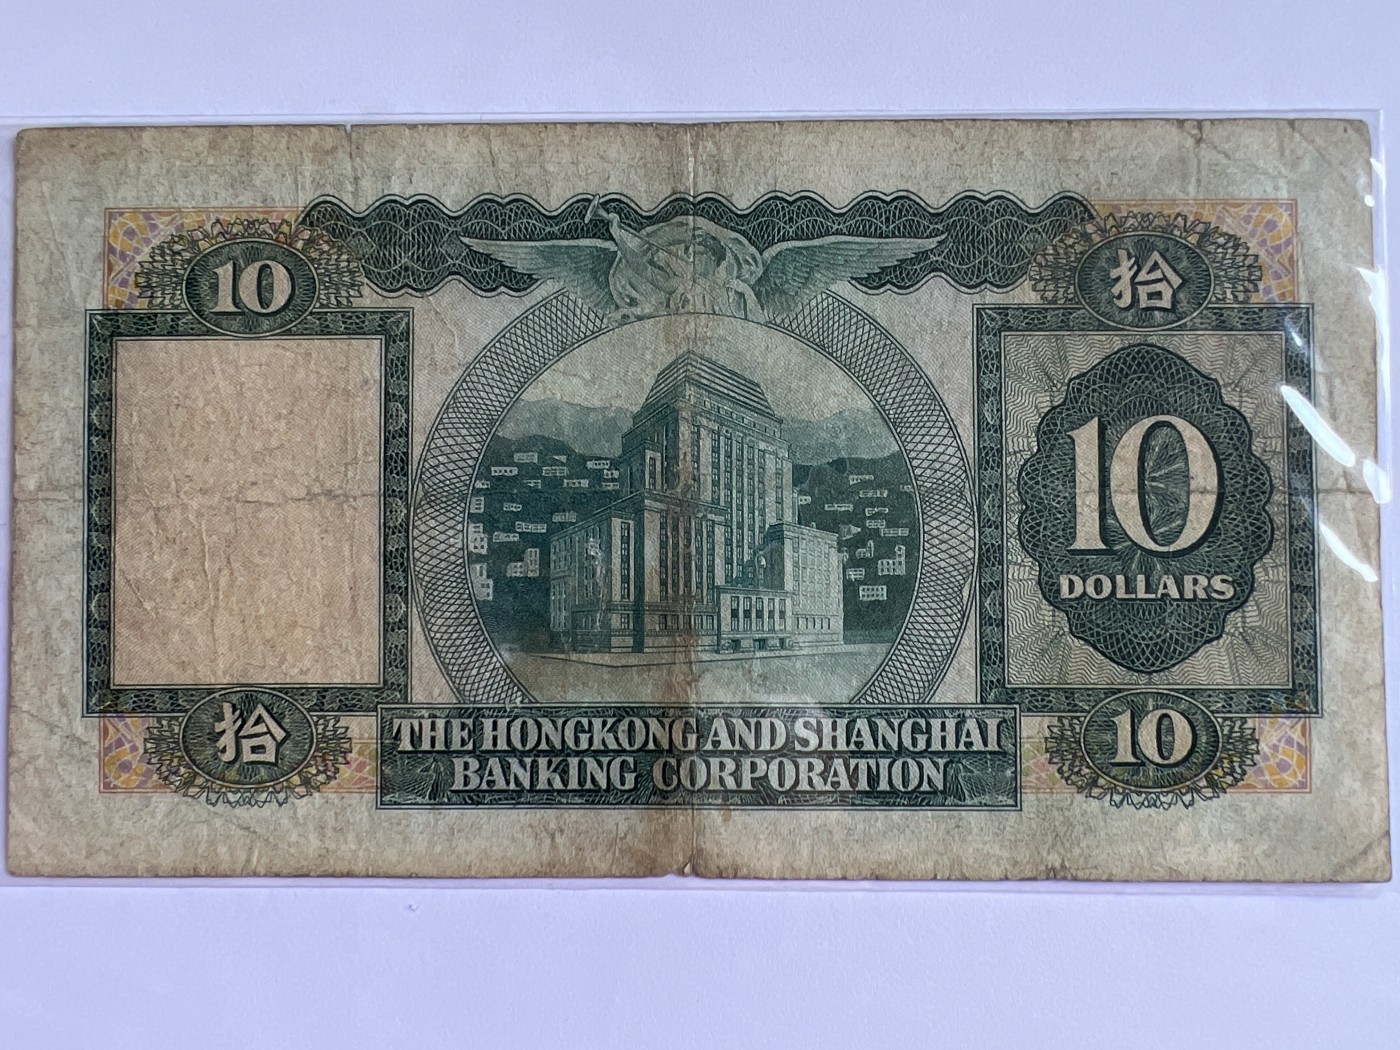 10
拾
10
DOLLARS
拾
10
THE HONGKONG AND SHANGHAI
BANKING CORPORATION